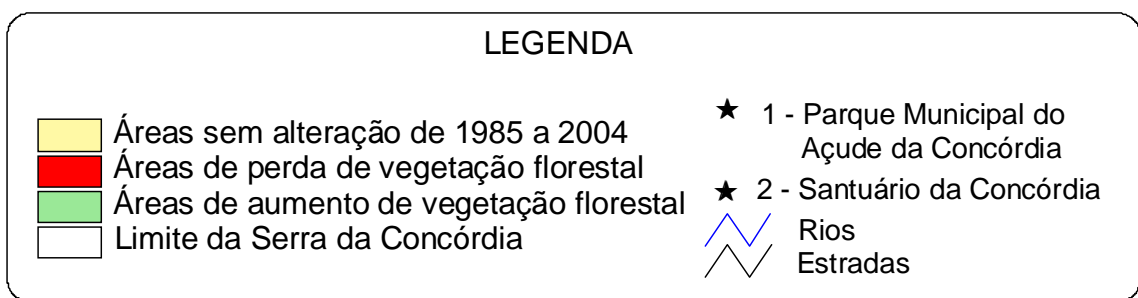 LEGENDA
Áreas sem alteração de 1985 a 2004
Áreas de perda de vegetação florestal
Áreas de aumento de vegetação florestal
Limite da Serra da Concórdia
1 - Parque Municipal do
Açude da Concórdia
2 - Santuário da Concórdia
Rios
Estradas